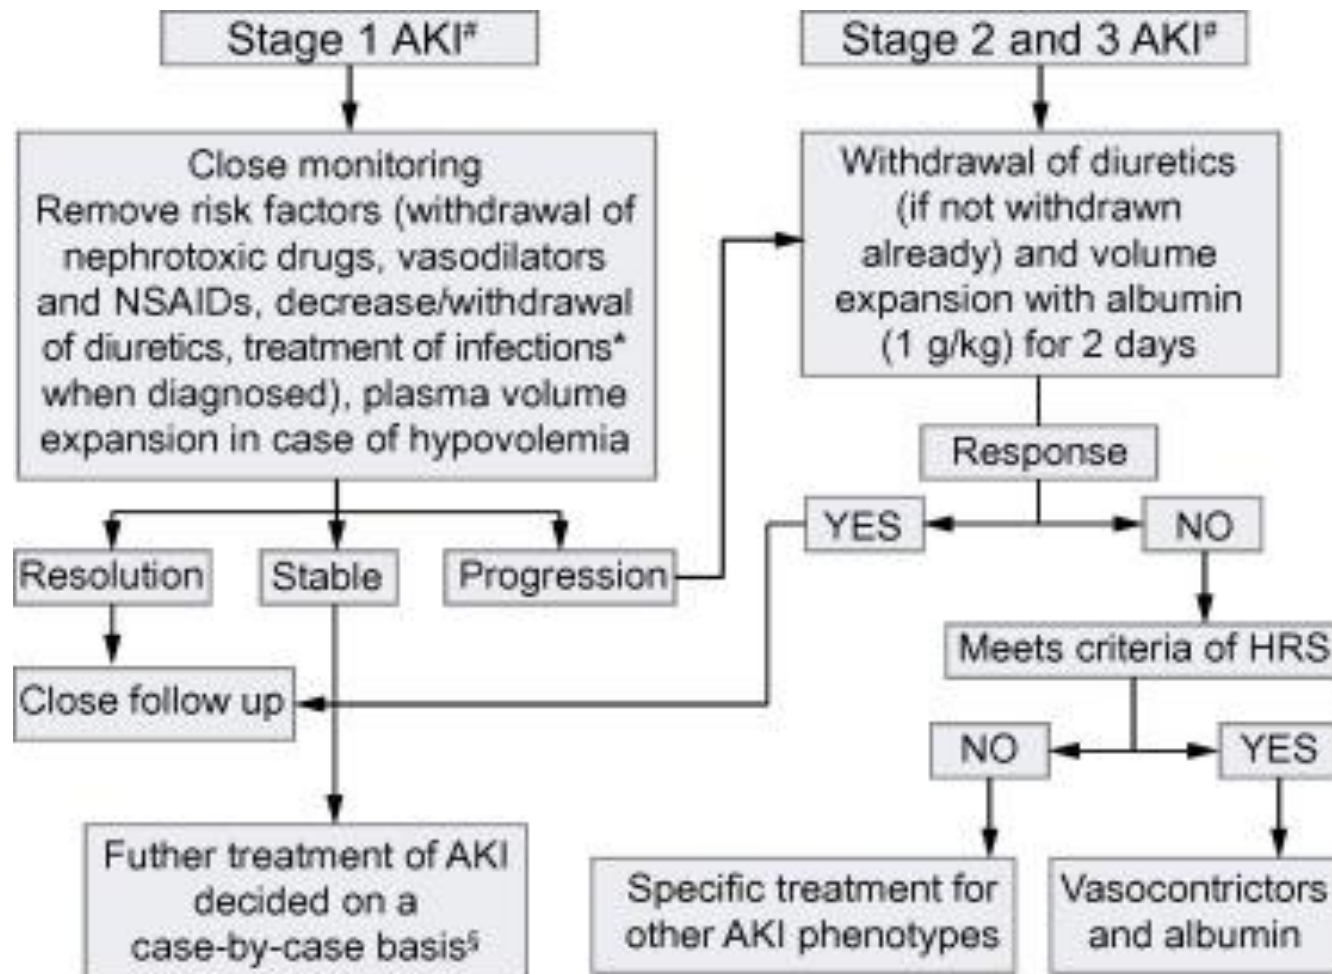 Stage 1 AKI#
Close monitoring
Remove risk factors (withdrawal of
nephrotoxic drugs, vasodilators
and NSAIDs, decrease/withdrawal
of diuretics, treatment of infections*
when diagnosed), plasma volume
expansion in case of hypovolemia
Resolution
Stable
Progression
Close follow up
Futher treatment of AKI
decided on a
case-by-case basis§
Stage 2 and 3 AKI#
Withdrawal of diuretics
(if not withdrawn
already) and volume
expansion with albumin
(1 g/kg) for 2 days
Response
YES
NO
Meets criteria of HRS
NO
YES
Specific treatment for
other AKI phenotypes
Vasocontrictors
and albumin